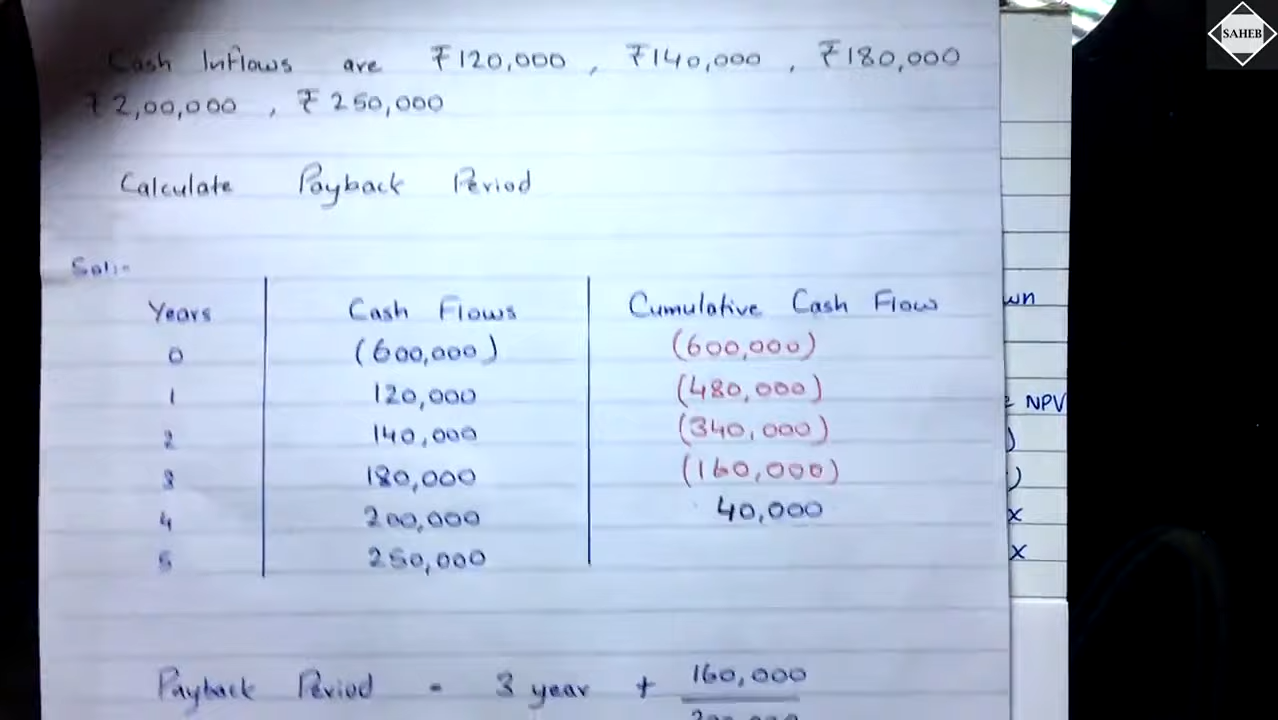 SAHEB
Cash Inflows are ₹120,000 , ₹140,000 , ₹180,000
₹2,00,000 , ₹250,000
Calculate Payback Period
Sol:-
Years Cash Flows Cumulative Cash Flow
0 (600,000) (600,000)
1 120,000 (480,000)
2 140,000 (340,000)
3 180,000 (160,000)
4 200,000 40,000
5 250,000
wn
= NPV
)
)
x
x
Payback Period = 3 year + 160,000
200,000